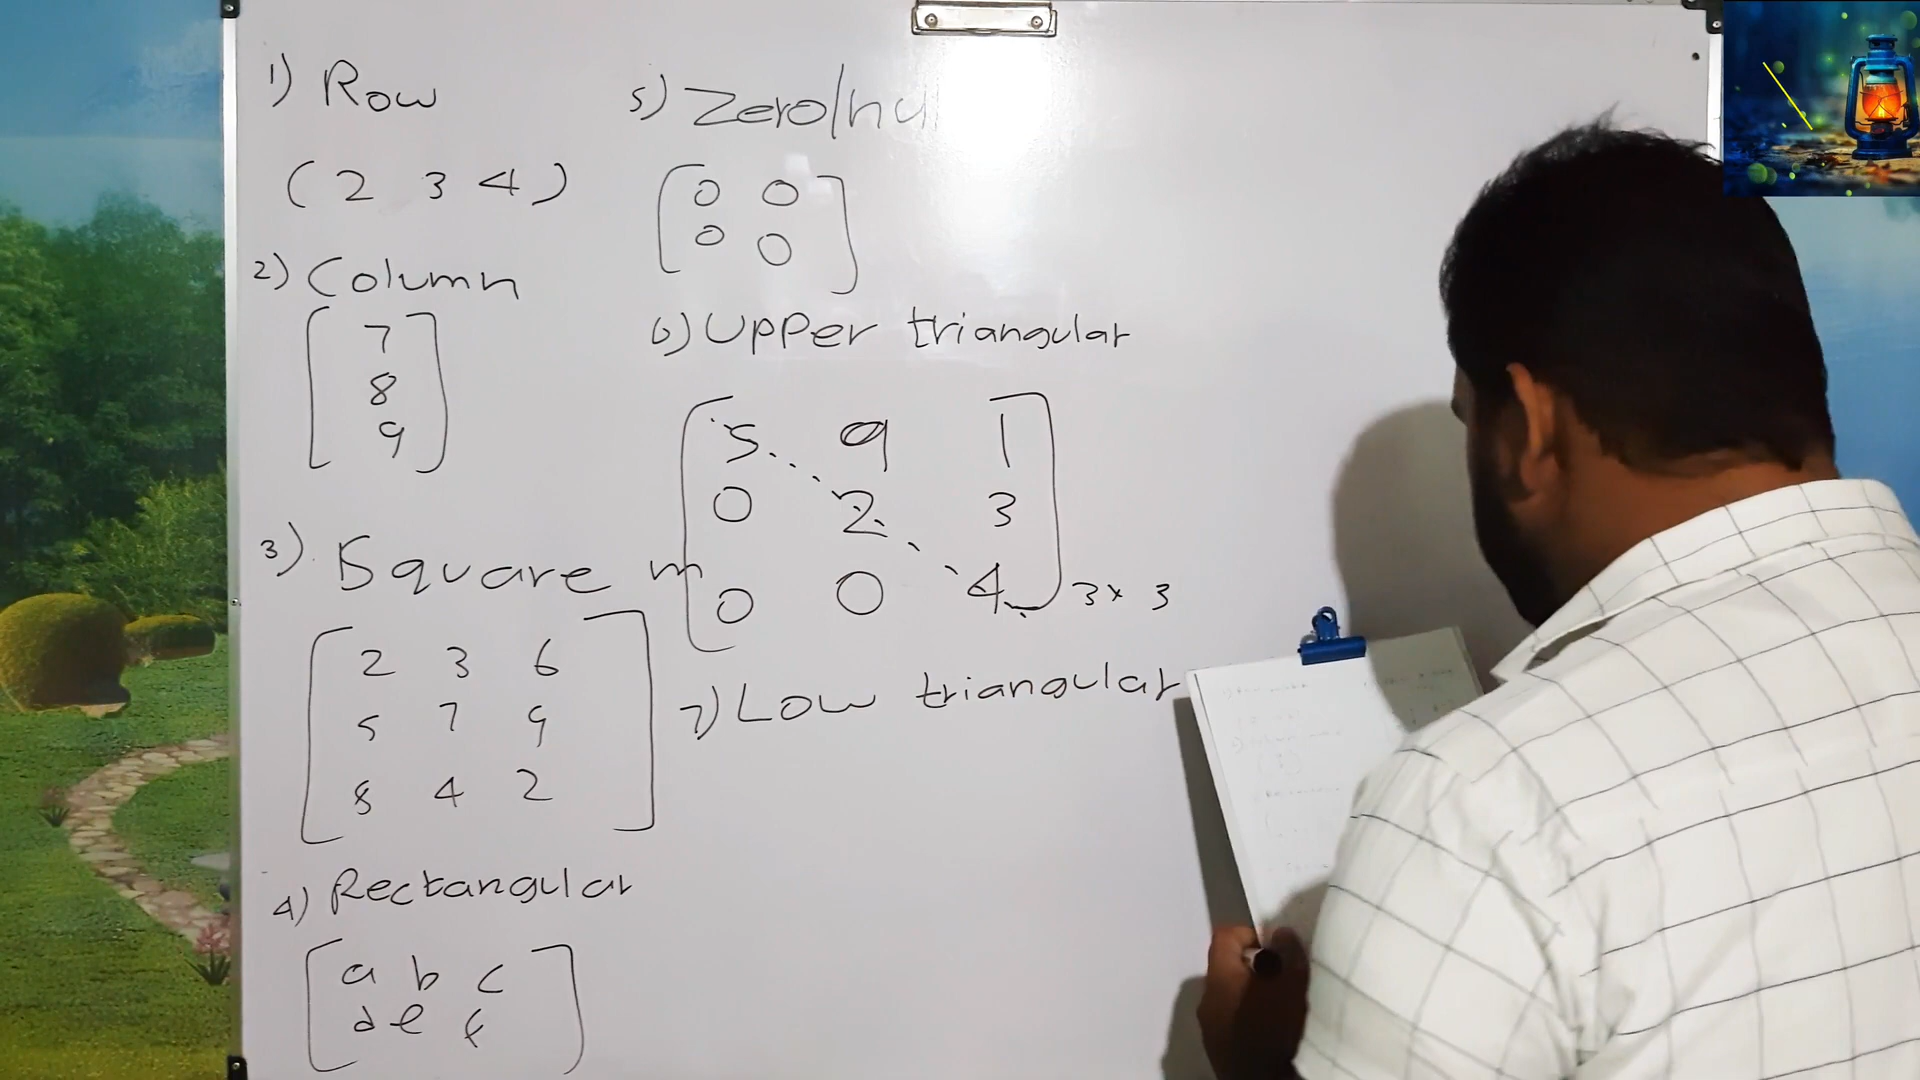 1) Row
( 2 3 4 )
2) Column
7
8
9
3) Square m
2 3 6
5 7 9
8 4 2
4) Rectangular
a b c
d e f
5) Zero/nu
0 0
0 0
6) Upper triangular
5 9 1
0 2 3
0 0 4 3 x 3
7) Low triangular